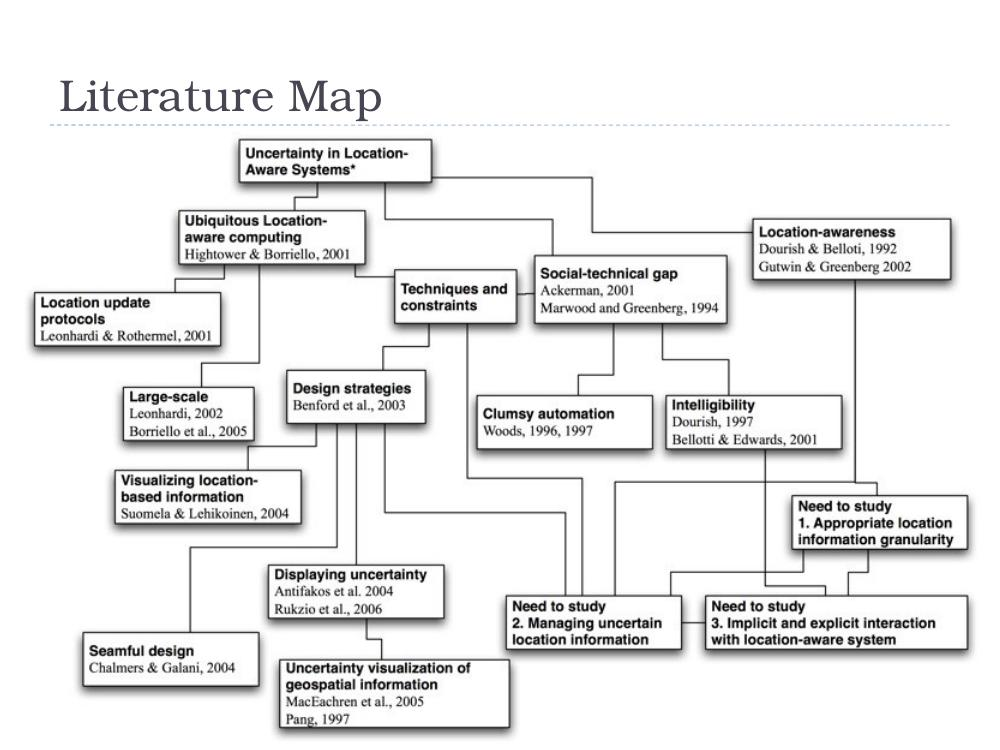 Literature Map
Uncertainty in Location-
Aware Systems*
Ubiquitous Location-
aware computing
Hightower & Borriello, 2001
Location-awareness
Dourish & Belloti, 1992
Gutwin & Greenberg 2002
Social-technical gap
Ackerman, 2001
Marwood and Greenberg, 1994
Techniques and
constraints
Location update
protocols
Leonhardi & Rothermel, 2001
Large-scale
Leonhardi, 2002
Borriello et al., 2005
Design strategies
Benford et al., 2003
Clumsy automation
Woods, 1996, 1997
Intelligibility
Dourish, 1997
Bellotti & Edwards, 2001
Visualizing location-
based information
Suomela & Lehikoinen, 2004
Need to study
1. Appropriate location
information granularity
Displaying uncertainty
Antifakos et al. 2004
Rukzio et al., 2006
Need to study
2. Managing uncertain
location information
Need to study
3. Implicit and explicit interaction
with location-aware system
Seamful design
Chalmers & Galani, 2004
Uncertainty visualization of
geospatial information
MacEachren et al., 2005
Pang, 1997